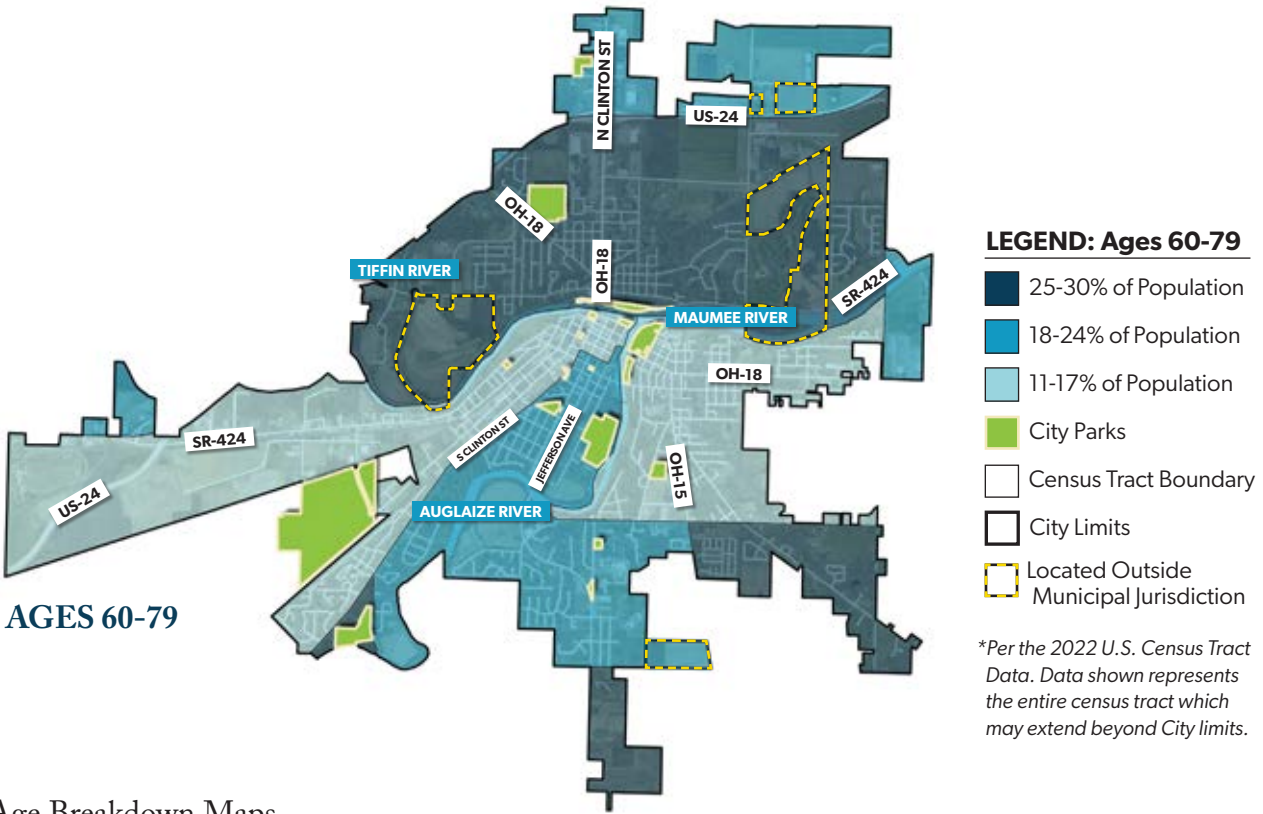 N CLINTON ST
US-24
OH-18
OH-18
TIFFIN RIVER
SR-424
MAUMEE RIVER
OH-18
SR-424
S CLINTON ST
JEFFERSON AVE
OH-15
US-24
AUGLAIZE RIVER
AGES 60-79
LEGEND: Ages 60-79
25-30% of Population
18-24% of Population
11-17% of Population
City Parks
Census Tract Boundary
City Limits
Located Outside
Municipal Jurisdiction
*Per the 2022 U.S. Census Tract
Data. Data shown represents
the entire census tract which
may extend beyond City limits.
Age Breakdown Maps